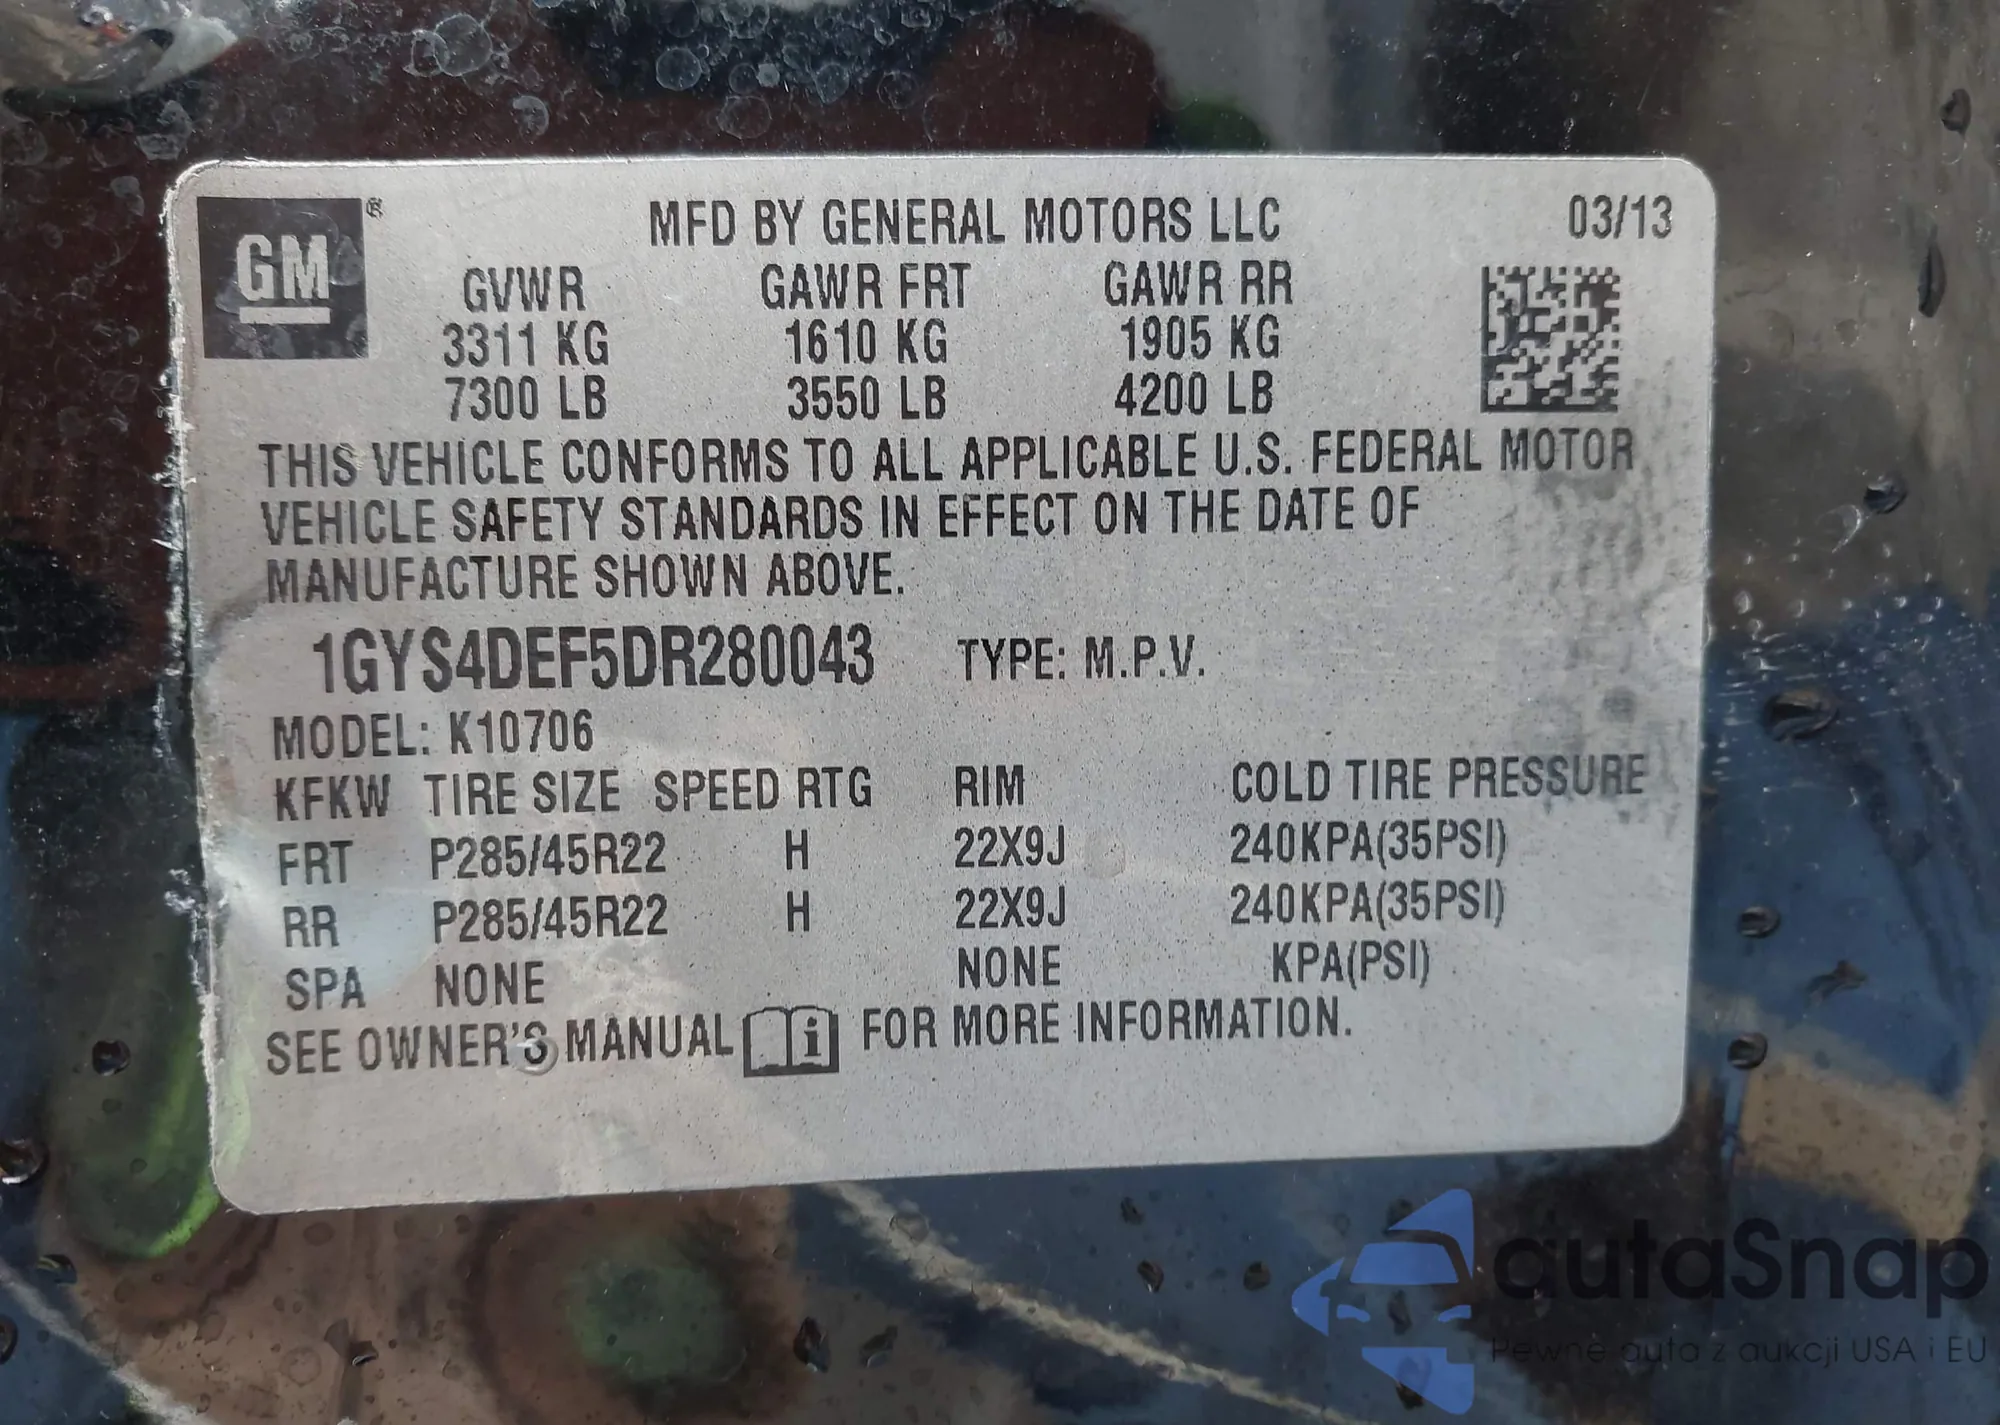 GM ® MFD BY GENERAL MOTORS LLC 03/13
GVWR GAWR FRT GAWR RR
3311 KG 1610 KG 1905 KG
7300 LB 3550 LB 4200 LB
THIS VEHICLE CONFORMS TO ALL APPLICABLE U.S. FEDERAL MOTOR
VEHICLE SAFETY STANDARDS IN EFFECT ON THE DATE OF
MANUFACTURE SHOWN ABOVE.
1GYS4DEF5DR280043 TYPE: M.P.V.
MODEL: K10706
KFKW TIRE SIZE SPEED RTG RIM COLD TIRE PRESSURE
FRT P285/45R22 H 22X9J 240KPA(35PSI)
RR P285/45R22 H 22X9J 240KPA(35PSI)
SPA NONE NONE KPA(PSI)
SEE OWNER'S MANUAL i FOR MORE INFORMATION.
autaSnap
Pewne auta z aukcji USA i EU